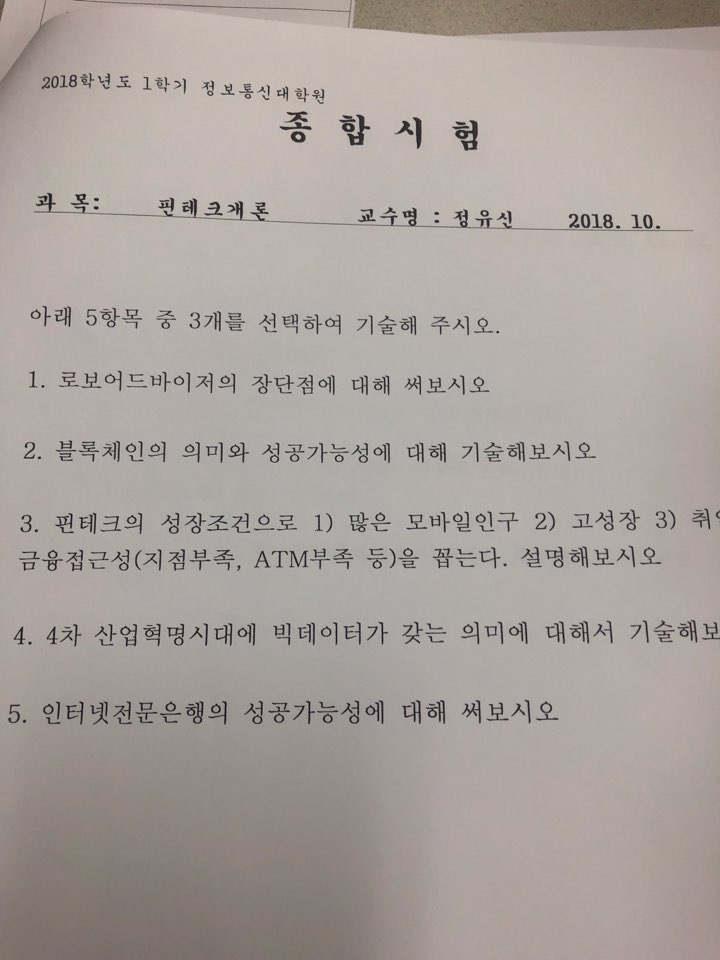 2018학년도 1학기 정보통신대학원
종 합 시 험
과 목: 핀테크개론 교수명 : 정유신 2018. 10.
아래 5항목 중 3개를 선택하여 기술해 주시오.
1. 로보어드바이저의 장단점에 대해 써보시오
2. 블록체인의 의미와 성공가능성에 대해 기술해보시오
3. 핀테크의 성장조건으로 1) 많은 모바일인구 2) 고성장 3)
금융접근성(지점부족, ATM부족 등)을 꼽는다. 설명해보시오
4. 4차 산업혁명시대에 빅데이터가 갖는 의미에 대해서 기술해보
5. 인터넷전문은행의 성공가능성에 대해 써보시오